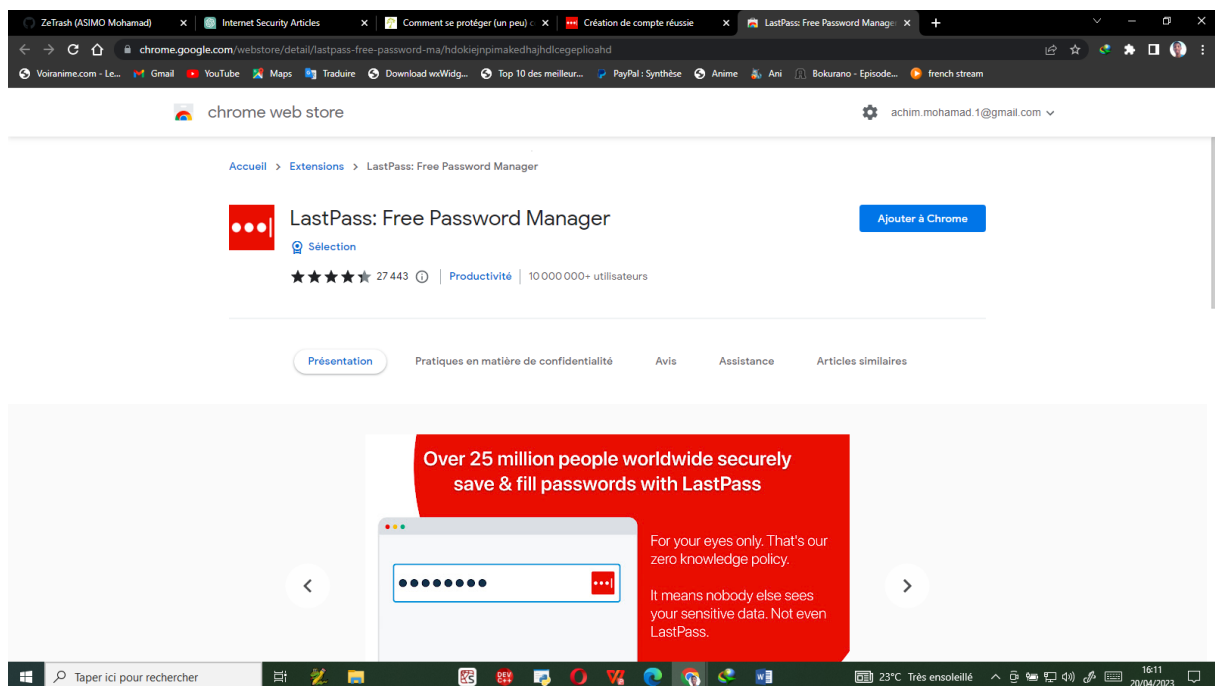 ZeTrash (ASIMO Mohamad)
Internet Security Articles
Comment se protéger (un peu) c
Création de compte réussie
LastPass: Free Password Manage
chrome.google.com/webstore/detail/lastpass-free-password-ma/hdokiejnpimakedhajhdlcegeplioahd
Voiranime.com - Le...
Gmail
YouTube
Maps
Traduire
Download wxWidg...
Top 10 des meilleur...
PayPal : Synthèse
Anime
Ani
Bokurano - Episode...
french stream
chrome web store
achim.mohamad.1@gmail.com
Accueil > Extensions > LastPass: Free Password Manager
LastPass: Free Password Manager
Ajouter à Chrome
Sélection
27 443
Productivité
10 000 000+ utilisateurs
Présentation
Pratiques en matière de confidentialité
Avis
Assistance
Articles similaires
Over 25 million people worldwide securely
save & fill passwords with LastPass
For your eyes only. That's our
zero knowledge policy.
It means nobody else sees
your sensitive data. Not even
LastPass.
Taper ici pour rechercher
DEV C++
23°C Très ensoleillé
16:11
20/04/2023